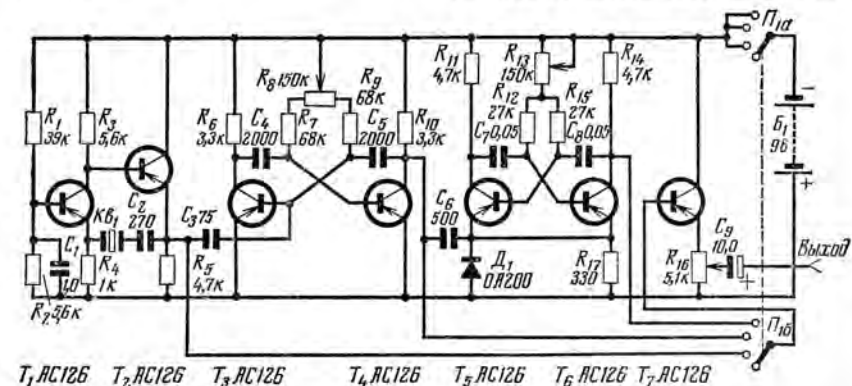 П1а
R11
4,7к
R13
150к
R14
4,7к
R8 150к
R9
68к
R1
39к
R3
5,6к
R6
3,3к
C4
2000
R7
68к
C5
2000
R10
3,3к
R12
27к
R15
27к
C7 0,05
C8 0,05
Б1
9В
−
+
C2
270
Кв1
C3 75
C6
500
C9
10,0
+
Выход
C1
1,0
R2 5,6к
R4
1к
R5
4,7к
Д1
ОА200
R17
330
R16
5,1к
П1б
T1 АС126 T2 АС126 T3 АС126 T4 АС126 T5 АС126 T6 АС126 T7 АС126